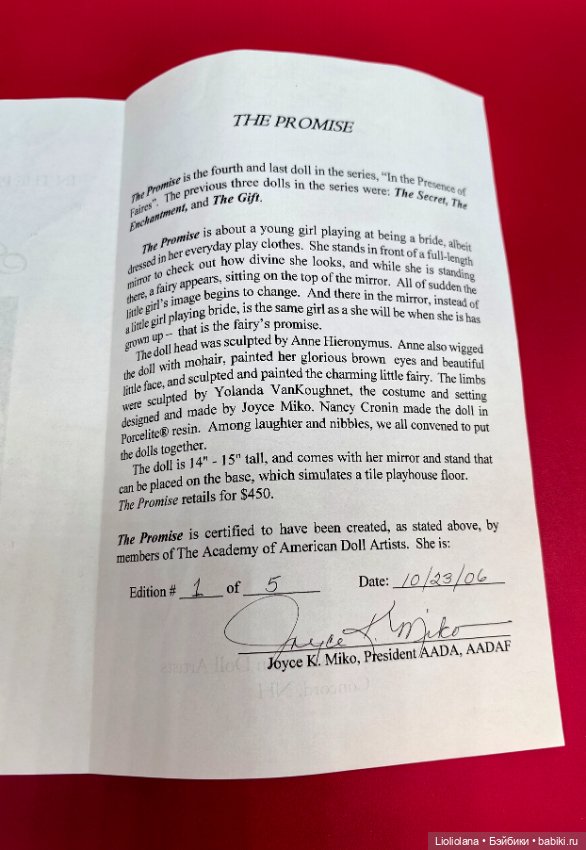 THE PROMISE
The Promise is the fourth and last doll in the series, “In the Presence of
Faires”. The previous three dolls in the series were: The Secret, The
Enchantment, and The Gift.
The Promise is about a young girl playing at being a bride, albeit
dressed in her everyday play clothes. She stands in front of a full-length
mirror to check out how divine she looks, and while she is standing
there, a fairy appears, sitting on the top of the mirror. All of sudden the
little girl's image begins to change. And there in the mirror, instead of
a little girl playing bride, is the same girl as a she will be when she is has
grown up -- that is the fairy's promise.
The doll head was sculpted by Anne Hieronymus. Anne also wigged
the doll with mohair, painted her glorious brown eyes and beautiful
little face, and sculpted and painted the charming little fairy. The limbs
were sculpted by Yolanda VanKoughnet, the costume and setting
designed and made by Joyce Miko. Nancy Cronin made the doll in
Porcelite® resin. Among laughter and nibbles, we all convened to put
the dolls together.
The doll is 14" - 15" tall, and comes with her mirror and stand that
can be placed on the base, which simulates a tile playhouse floor.
The Promise retails for $450.
The Promise is certified to have been created, as stated above, by
members of The Academy of American Doll Artists. She is:
Edition # 1 of 5 Date: 10/23/06
Joyce K. Miko
Joyce K. Miko, President AADA, AADAF
Doll Artists
Concord, NH
Lioliolana • Бэйбики • babiki.ru